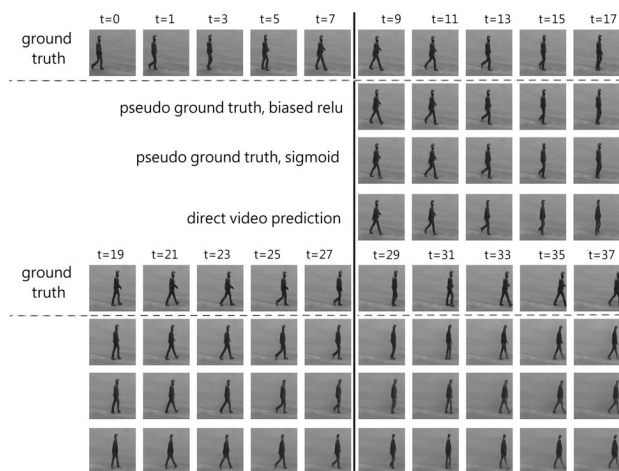 t=0 t=1 t=3 t=5 t=7 t=9 t=11 t=13 t=15 t=17
ground
truth
pseudo ground truth, biased relu
pseudo ground truth, sigmoid
direct video prediction
t=19 t=21 t=23 t=25 t=27 t=29 t=31 t=33 t=35 t=37
ground
truth